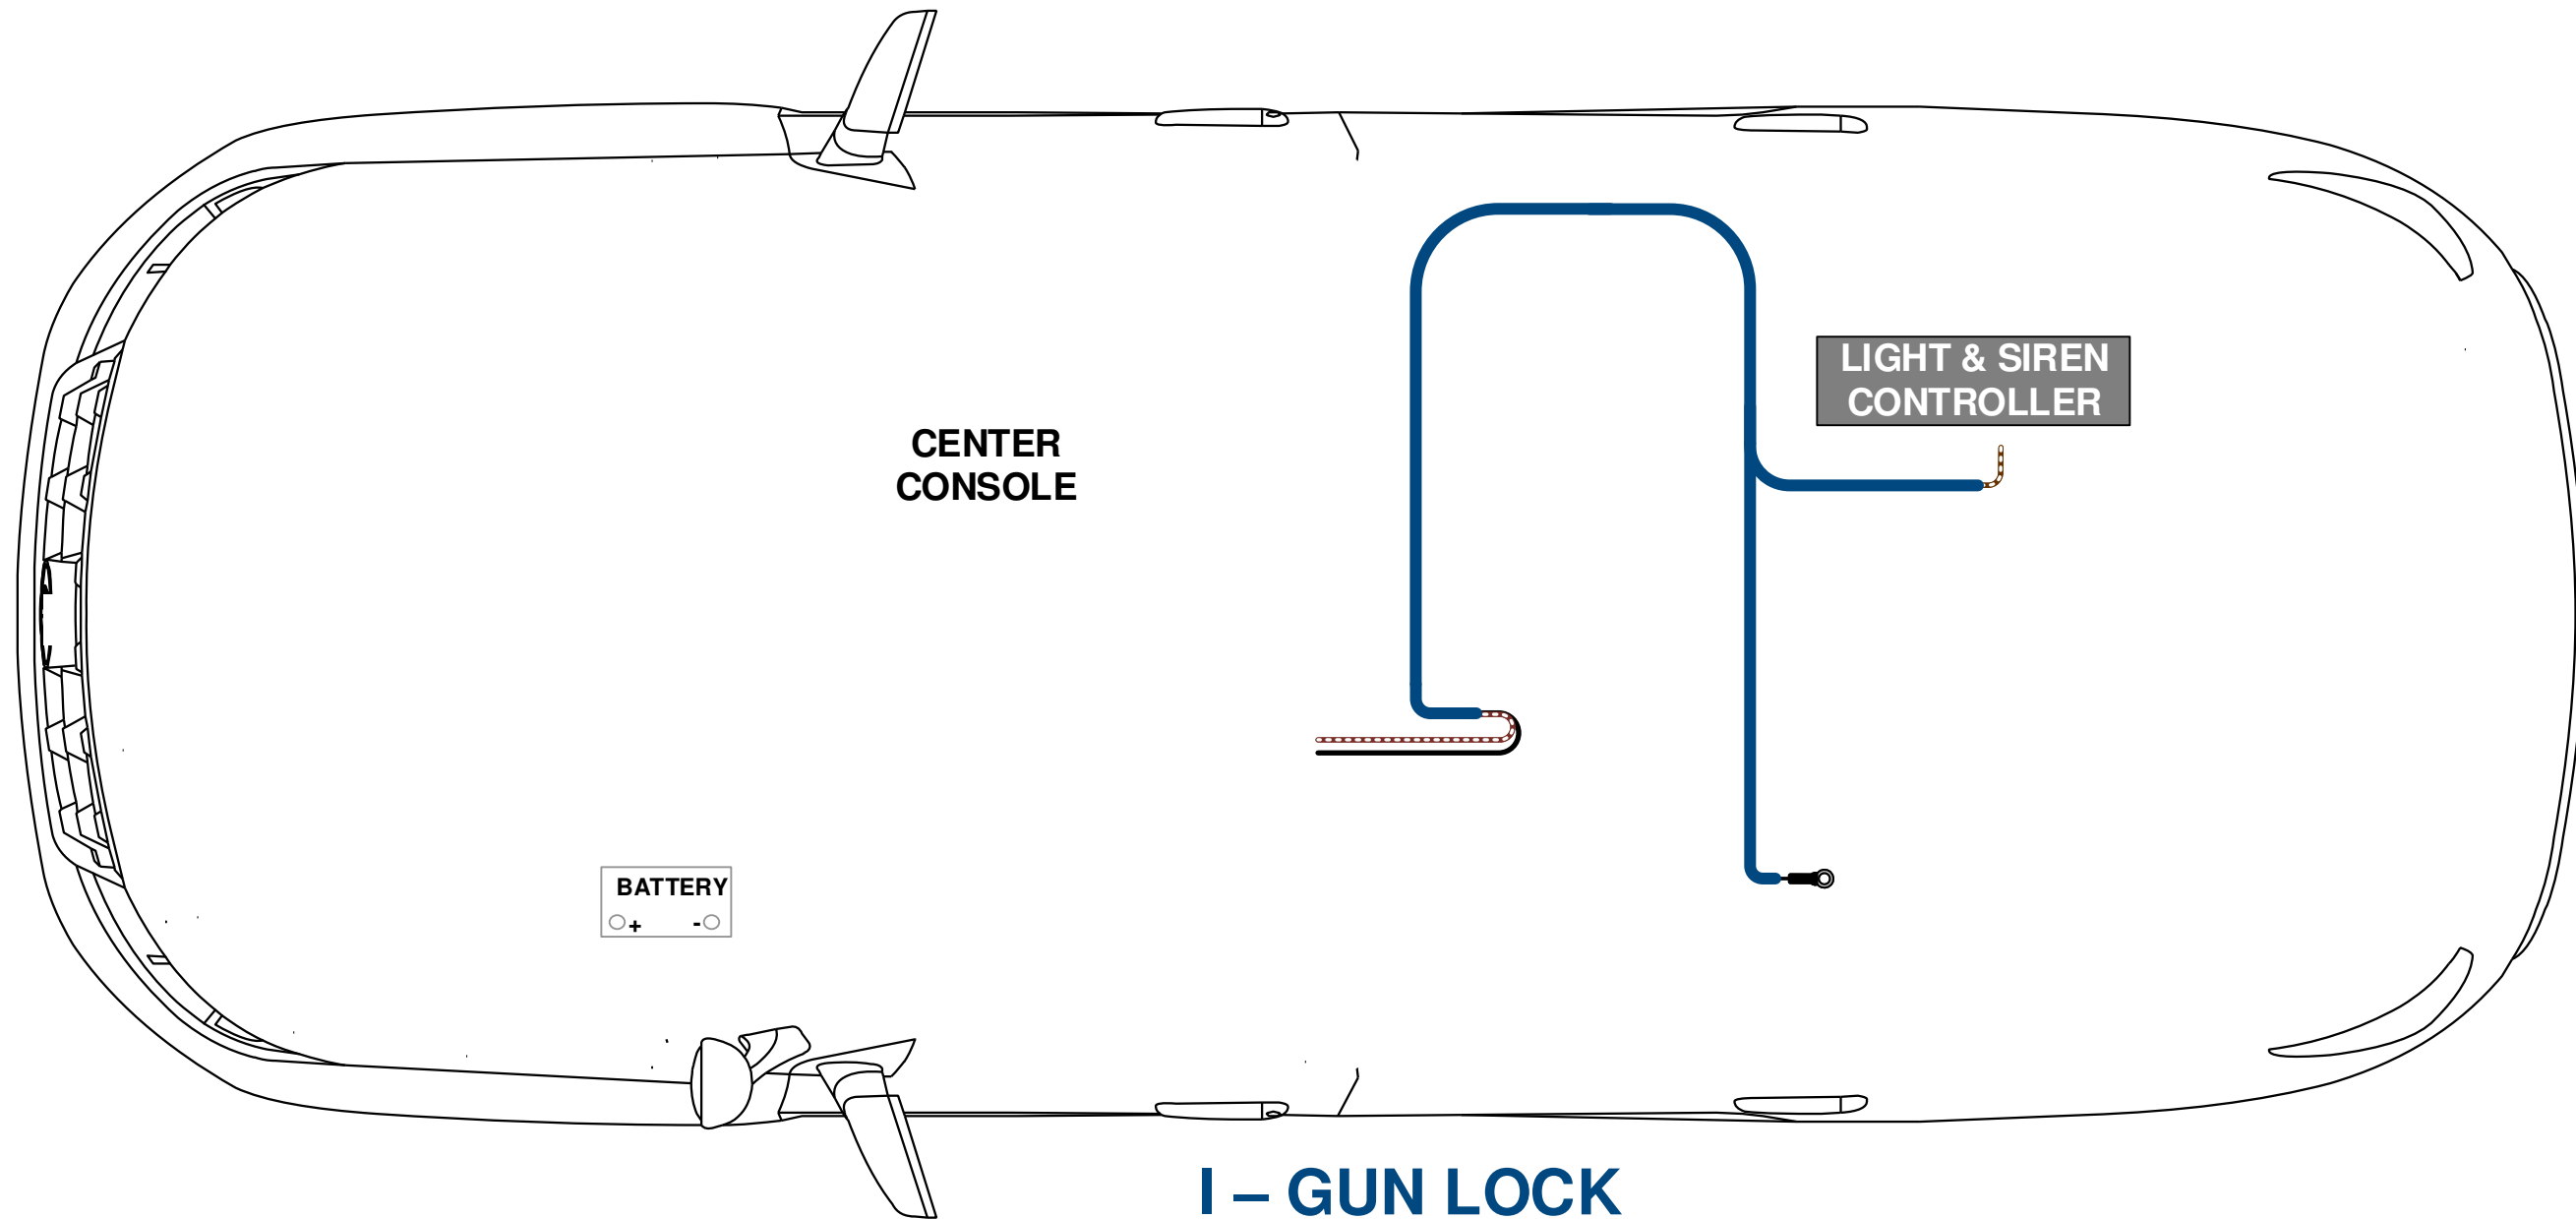 LIGHT & SIREN
CONTROLLER
CENTER
CONSOLE
BATTERY
+ -
I – GUN LOCK